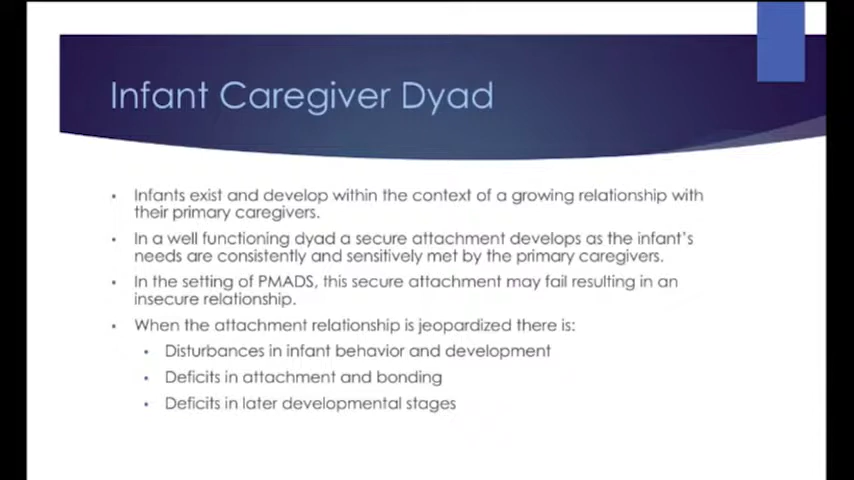 Infant Caregiver Dyad
• Infants exist and develop within the context of a growing relationship with
their primary caregivers.
• In a well functioning dyad a secure attachment develops as the infant's
needs are consistently and sensitively met by the primary caregivers.
• In the setting of PMADS, this secure attachment may fail resulting in an
insecure relationship.
• When the attachment relationship is jeopardized there is:
• Disturbances in infant behavior and development
• Deficits in attachment and bonding
• Deficits in later developmental stages